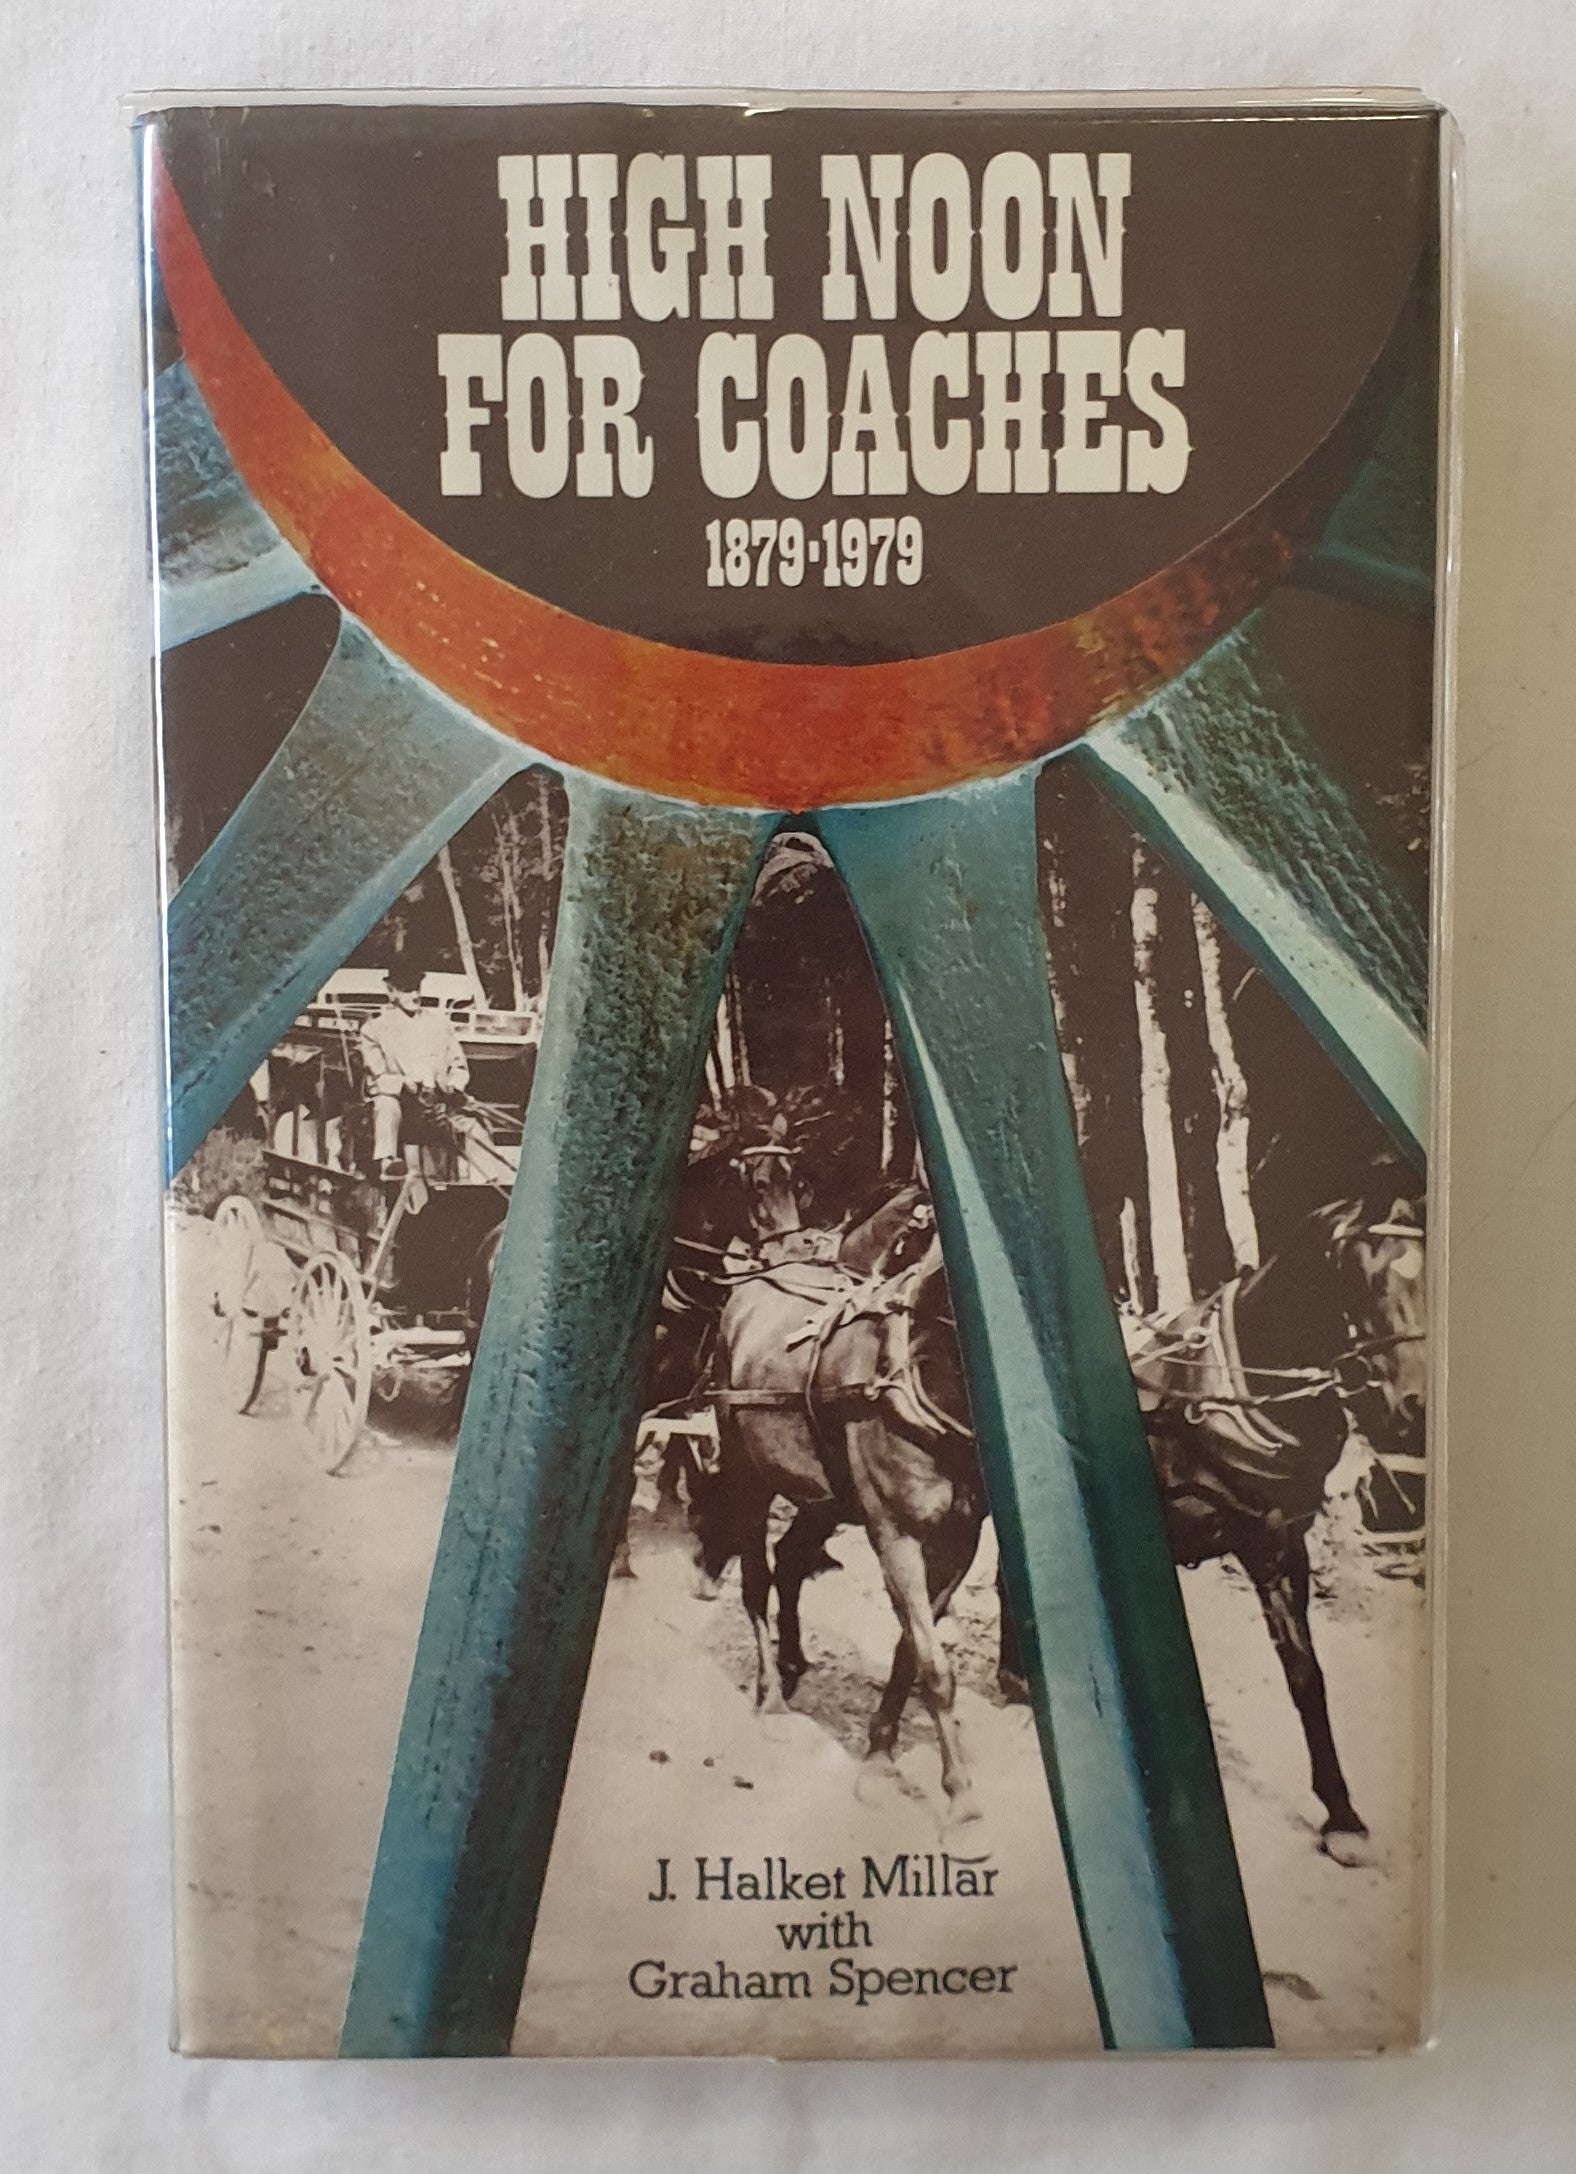 HIGH NOON
FOR COACHES
1879·1979
J. Halket Millar
with
Graham Spencer